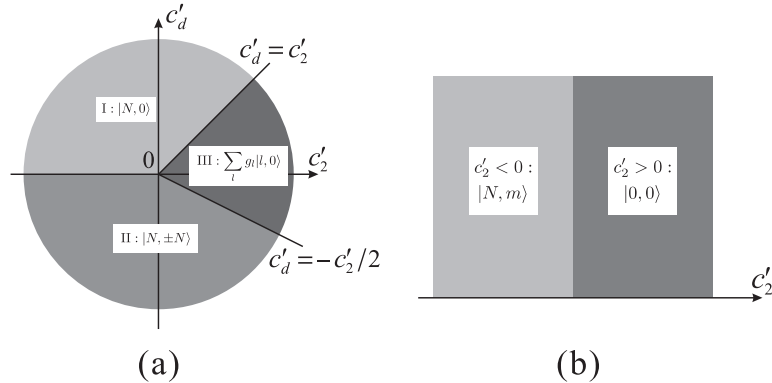 c′_d
c′_d = c′_2
I : |N, 0⟩
0
III : ∑_l g_l|l, 0⟩
c′_2
II : |N, ±N⟩
c′_d = −c′_2/2
(a)
c′_2 < 0 :
|N, m⟩
c′_2 > 0 :
|0, 0⟩
c′_2
(b)